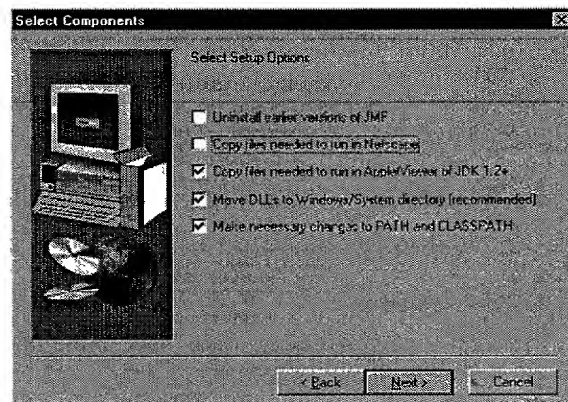 Select Components
Select Setup Options
Uninstall earlier versions of JMF
Copy files needed to run in Netscape
Copy files needed to run in AppletViewer of JDK 1.2+
Move DLLs to Windows/System directory (recommended)
Make necessary changes to PATH and CLASSPATH
< Back
Next >
Cancel